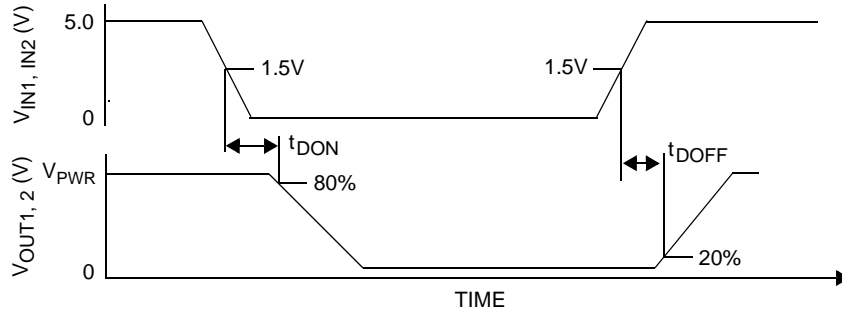 V_IN1, IN2 (V)
5.0
1.5V
1.5V
0
t_DON
t_DOFF
V_OUT1, 2 (V)
V_PWR
80%
20%
0
TIME